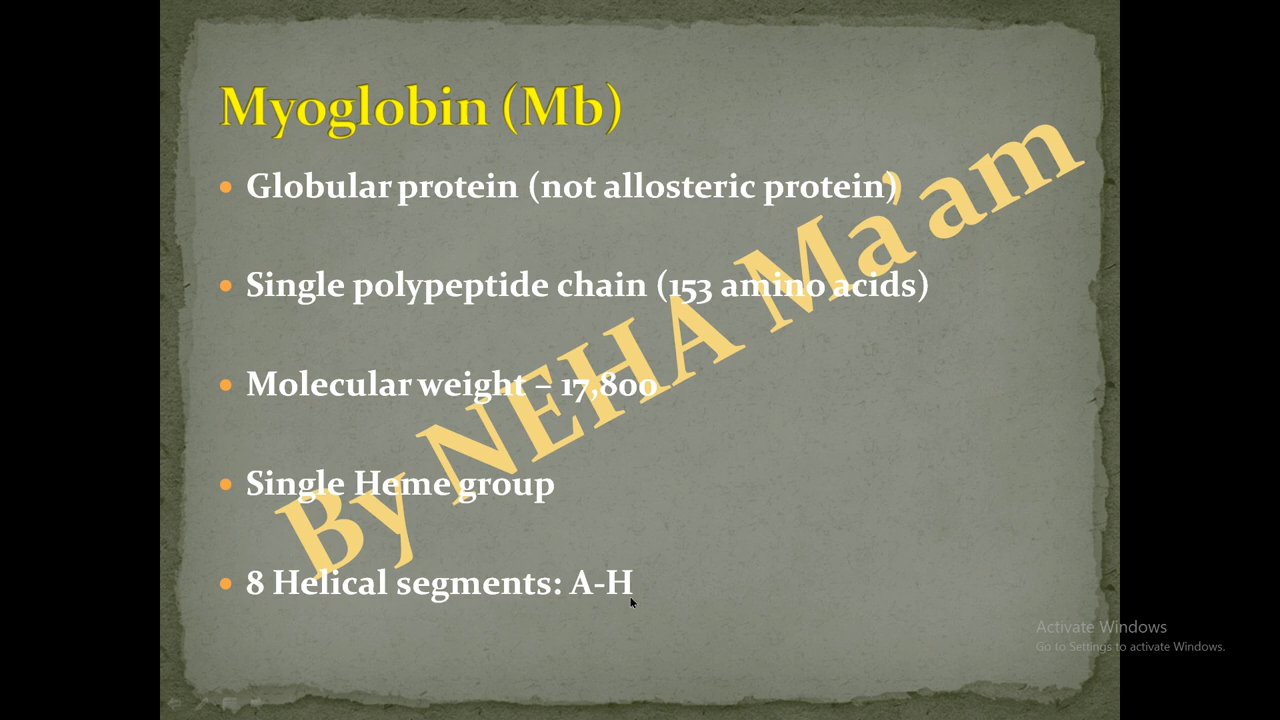 Myoglobin (Mb)
• Globular protein (not allosteric protein)
• Single polypeptide chain (153 amino acids)
• Molecular weight – 17,800
• Single Heme group
• 8 Helical segments: A-H
By NEHA Ma'am
Activate Windows
Go to Settings to activate Windows.